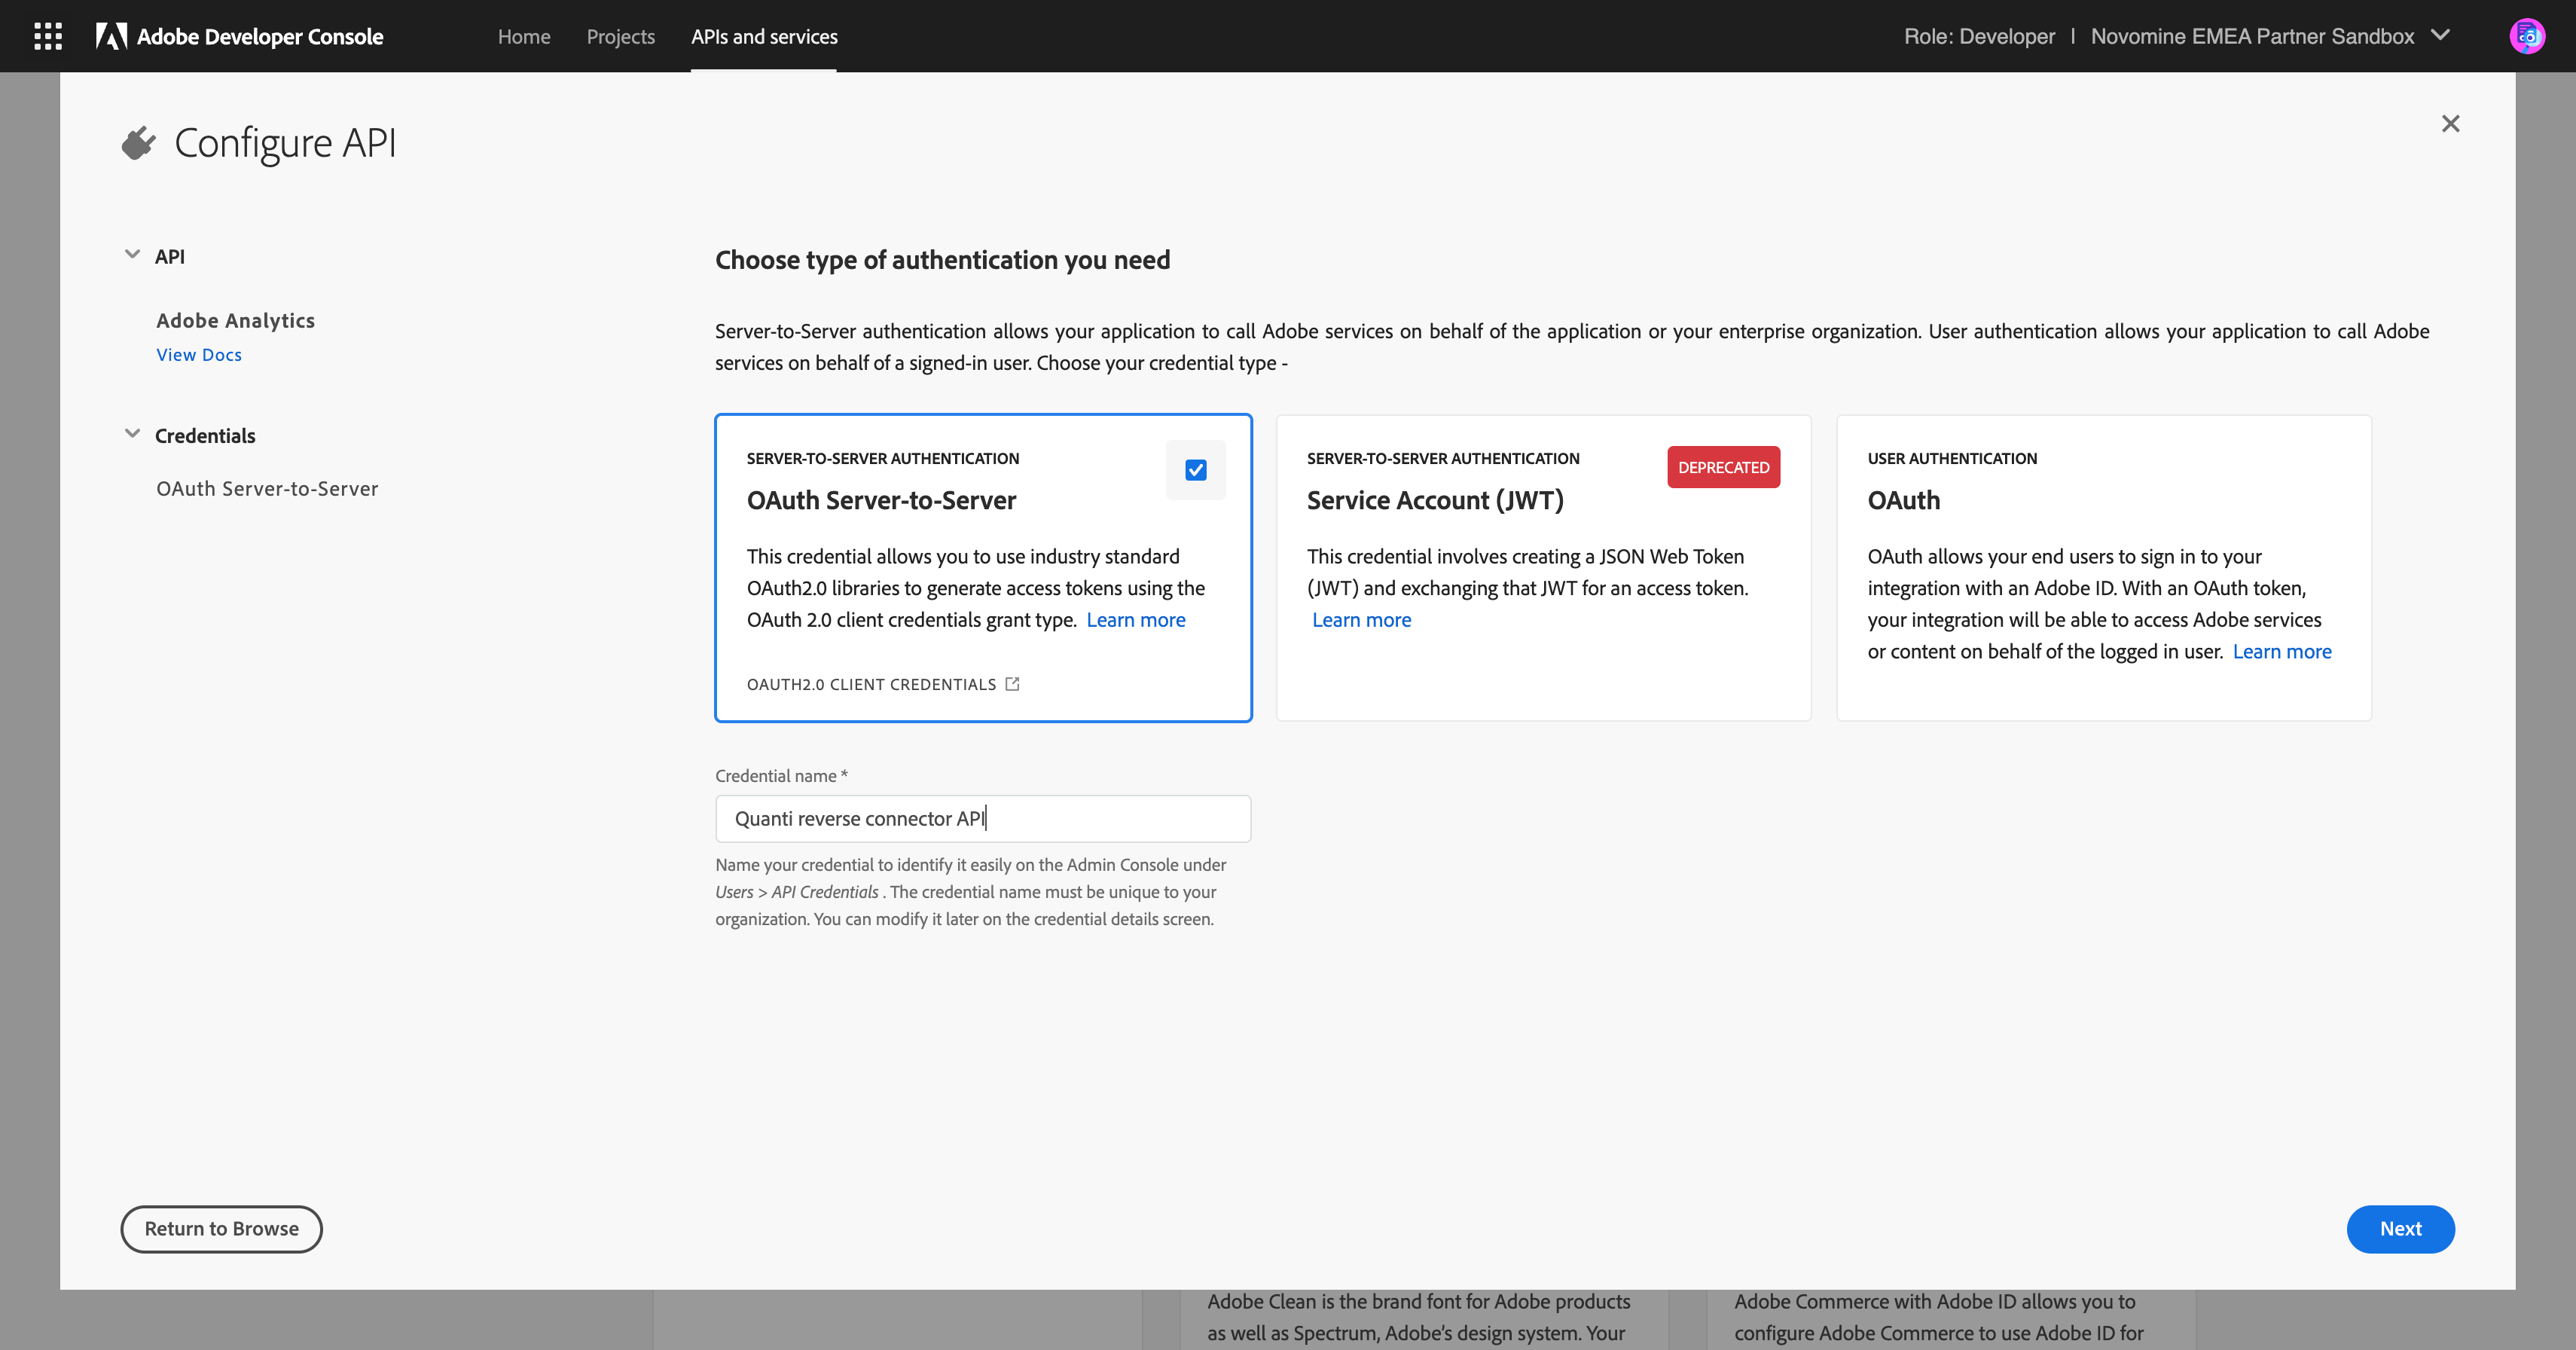 Adobe Developer Console
Home
Projects
APIs and services
Role: Developer | Novomine EMEA Partner Sandbox
Configure API
API
Adobe Analytics
View Docs
Credentials
OAuth Server-to-Server
Choose type of authentication you need
Server-to-Server authentication allows your application to call Adobe services on behalf of the application or your enterprise organization. User authentication allows your application to call Adobe
services on behalf of a signed-in user. Choose your credential type -
SERVER-TO-SERVER AUTHENTICATION
OAuth Server-to-Server
This credential allows you to use industry standard
OAuth2.0 libraries to generate access tokens using the
OAuth 2.0 client credentials grant type. Learn more
OAUTH2.0 CLIENT CREDENTIALS
SERVER-TO-SERVER AUTHENTICATION
DEPRECATED
Service Account (JWT)
This credential involves creating a JSON Web Token
(JWT) and exchanging that JWT for an access token.
Learn more
USER AUTHENTICATION
OAuth
OAuth allows your end users to sign in to your
integration with an Adobe ID. With an OAuth token,
your integration will be able to access Adobe services
or content on behalf of the logged in user. Learn more
Credential name *
Quanti reverse connector API
Name your credential to identify it easily on the Admin Console under
Users > API Credentials . The credential name must be unique to your
organization. You can modify it later on the credential details screen.
Return to Browse
Next
Adobe Clean is the brand font for Adobe products
as well as Spectrum, Adobe's design system. Your
Adobe Commerce with Adobe ID allows you to
configure Adobe Commerce to use Adobe ID for